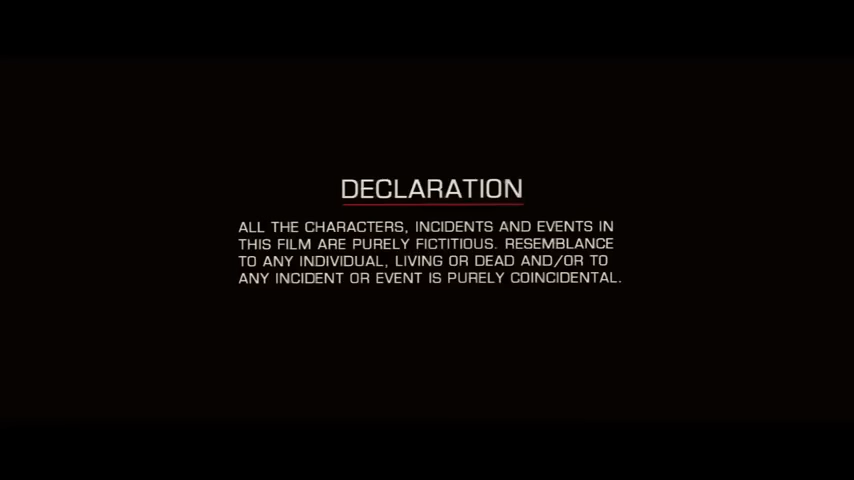 DECLARATION
ALL THE CHARACTERS, INCIDENTS AND EVENTS IN
THIS FILM ARE PURELY FICTITIOUS. RESEMBLANCE
TO ANY INDIVIDUAL, LIVING OR DEAD AND/OR TO
ANY INCIDENT OR EVENT IS PURELY COINCIDENTAL.